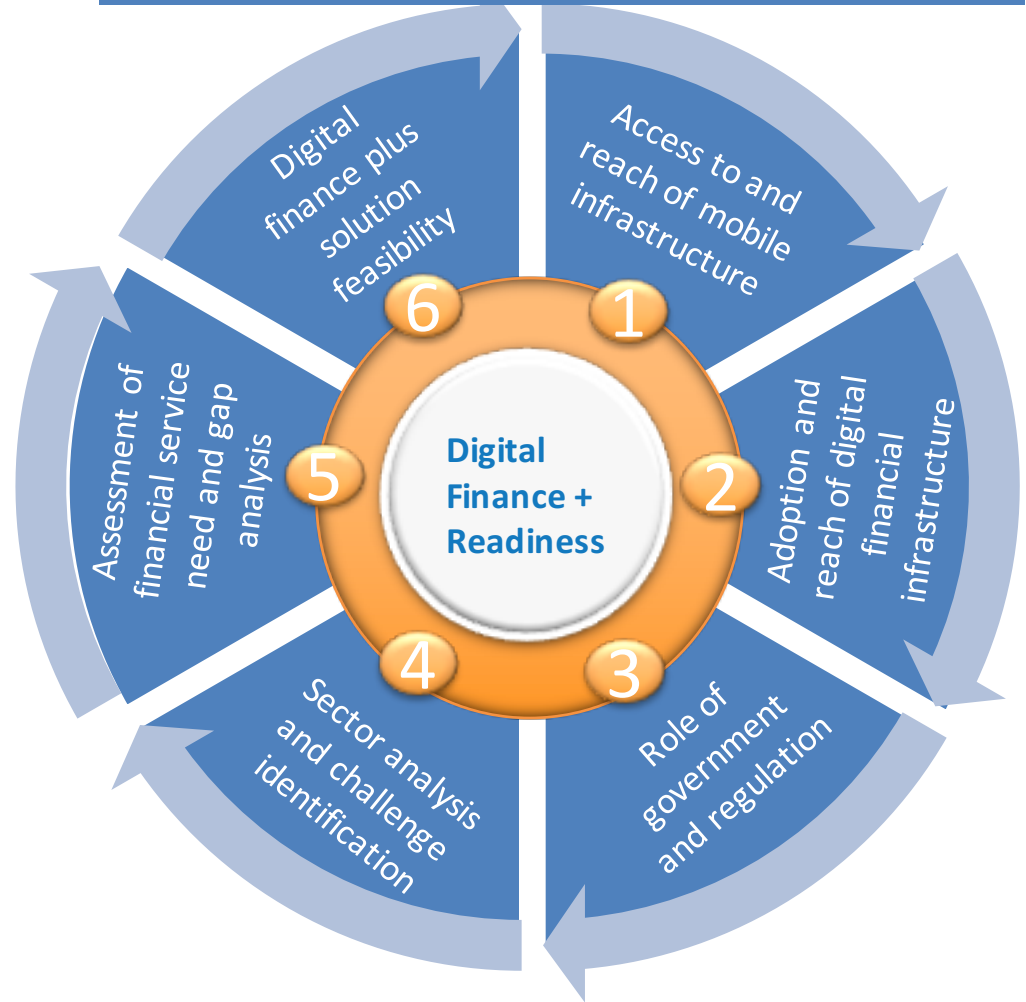 Digital
Finance +
Readiness
1
Access to and
reach of mobile
infrastructure
2
Adoption and
reach of digital
financial
infrastructure
3
Role of
government
and regulation
4
Sector analysis
and challenge
identification
5
Assessment of
financial service
need and gap
analysis
6
Digital
finance plus
solution
feasibility